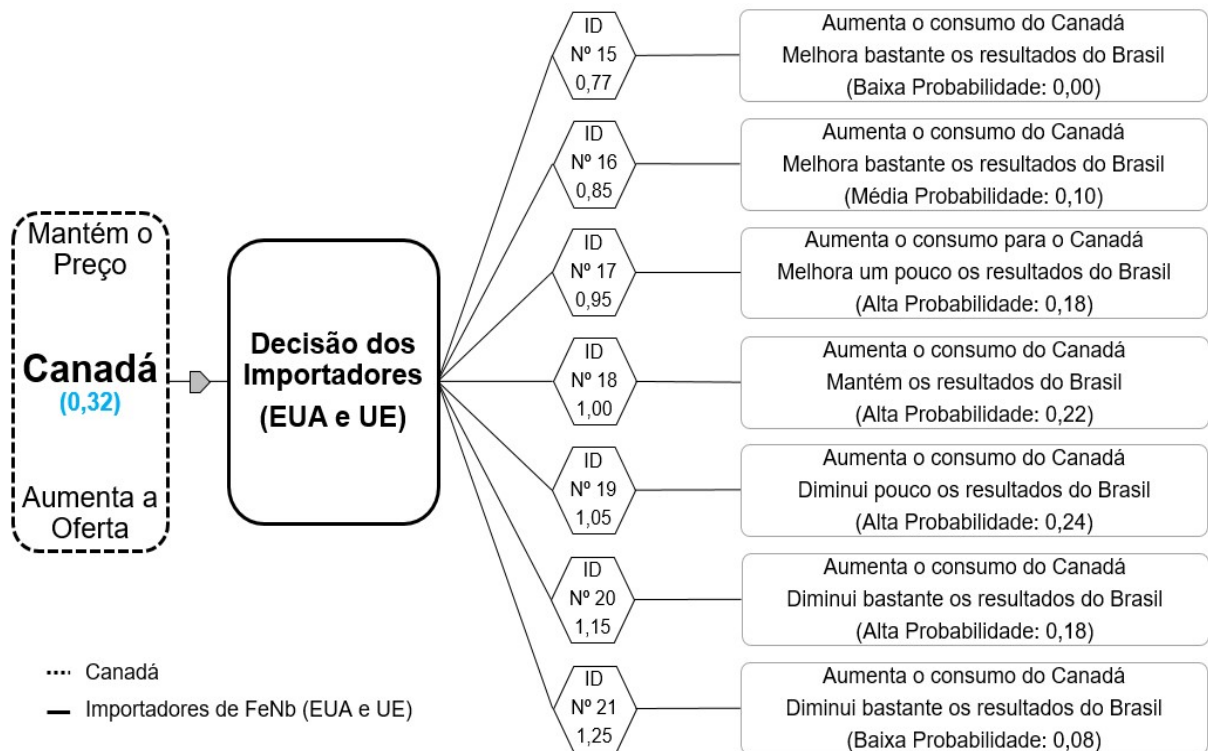 Mantém o
Preço
Canadá
(0,32)
Aumenta a
Oferta
Decisão dos
Importadores
(EUA e UE)
ID
Nº 15
0,77
Aumenta o consumo do Canadá
Melhora bastante os resultados do Brasil
(Baixa Probabilidade: 0,00)
ID
Nº 16
0,85
Aumenta o consumo do Canadá
Melhora bastante os resultados do Brasil
(Média Probabilidade: 0,10)
ID
Nº 17
0,95
Aumenta o consumo para o Canadá
Melhora um pouco os resultados do Brasil
(Alta Probabilidade: 0,18)
ID
Nº 18
1,00
Aumenta o consumo do Canadá
Mantém os resultados do Brasil
(Alta Probabilidade: 0,22)
ID
Nº 19
1,05
Aumenta o consumo do Canadá
Diminui pouco os resultados do Brasil
(Alta Probabilidade: 0,24)
ID
Nº 20
1,15
Aumenta o consumo do Canadá
Diminui bastante os resultados do Brasil
(Alta Probabilidade: 0,18)
ID
Nº 21
1,25
Aumenta o consumo do Canadá
Diminui bastante os resultados do Brasil
(Baixa Probabilidade: 0,08)
Canadá
Importadores de FeNb (EUA e UE)